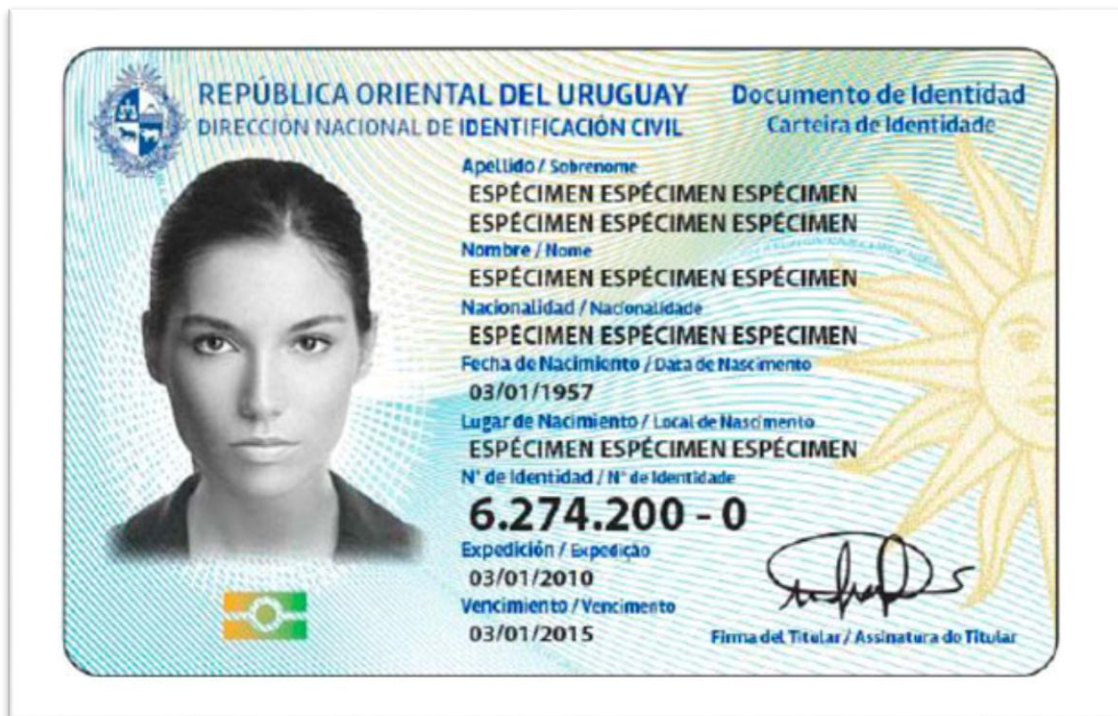 REPÚBLICA ORIENTAL DEL URUGUAY
DIRECCIÓN NACIONAL DE IDENTIFICACIÓN CIVIL
Documento de Identidad
Carteira de Identidade
Apellido / Sobrenome
ESPÉCIMEN ESPÉCIMEN ESPÉCIMEN
ESPÉCIMEN ESPÉCIMEN ESPÉCIMEN
Nombre / Nome
ESPÉCIMEN ESPÉCIMEN ESPÉCIMEN
Nacionalidad / Nacionalidade
ESPÉCIMEN ESPÉCIMEN ESPÉCIMEN
Fecha de Nacimiento / Data de Nascimento
03/01/1957
Lugar de Nacimiento / Local de Nascimento
ESPÉCIMEN ESPÉCIMEN ESPÉCIMEN
N° de Identidad / N° de Identidade
6.274.200 - 0
Expedición / Expedição
03/01/2010
Vencimiento / Vencimento
03/01/2015
Firma del Titular / Assinatura do Titular